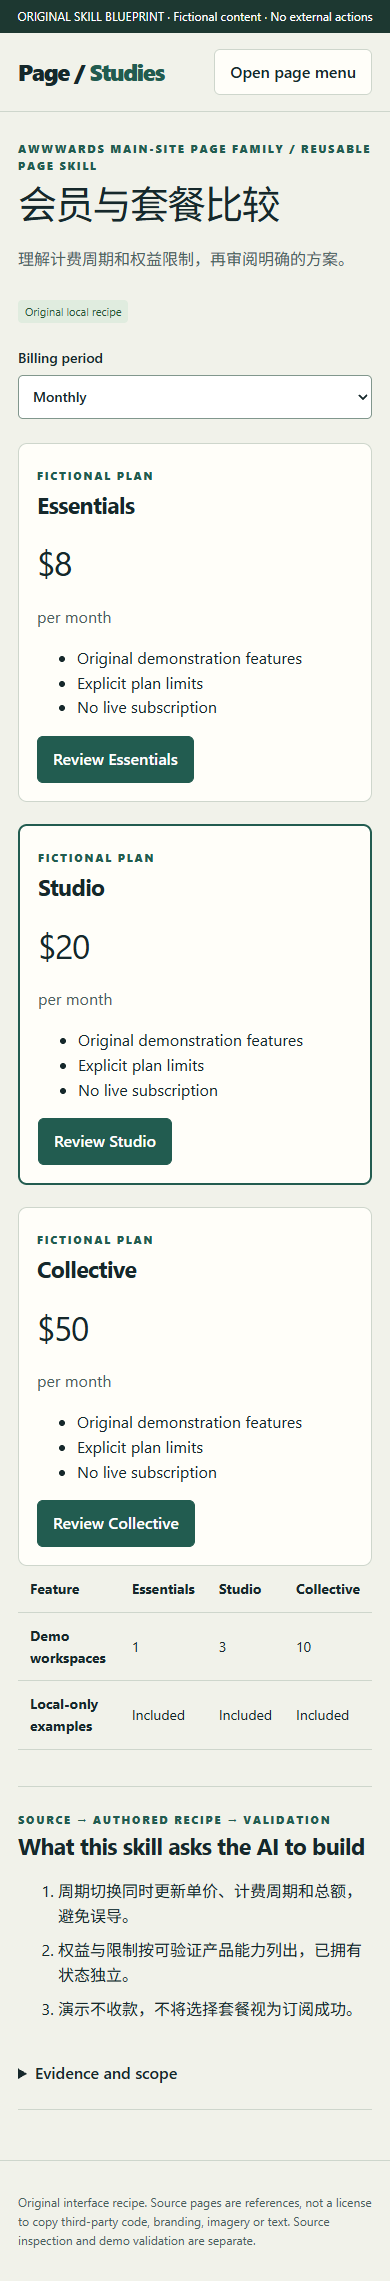 ORIGINAL SKILL BLUEPRINT · Fictional content · No external actions
Page / Studies
Open page menu
AWWWARDS MAIN-SITE PAGE FAMILY / REUSABLE
PAGE SKILL
会员与套餐比较
理解计费周期和权益限制，再审阅明确的方案。
Original local recipe
Billing period
Monthly
FICTIONAL PLAN
Essentials
$8
per month
• Original demonstration features
• Explicit plan limits
• No live subscription
Review Essentials
FICTIONAL PLAN
Studio
$20
per month
• Original demonstration features
• Explicit plan limits
• No live subscription
Review Studio
FICTIONAL PLAN
Collective
$50
per month
• Original demonstration features
• Explicit plan limits
• No live subscription
Review Collective
Feature Essentials Studio Collective
Demo
workspaces 1 3 10
Local-only
examples Included Included Included
SOURCE → AUTHORED RECIPE → VALIDATION
What this skill asks the AI to build
1. 周期切换同时更新单价、计费周期和总额，
避免误导。
2. 权益与限制按可验证产品能力列出，已拥有
状态独立。
3. 演示不收款，不将选择套餐视为订阅成功。
Evidence and scope
Original interface recipe. Source pages are references, not a license
to copy third-party code, branding, imagery or text. Source
inspection and demo validation are separate.